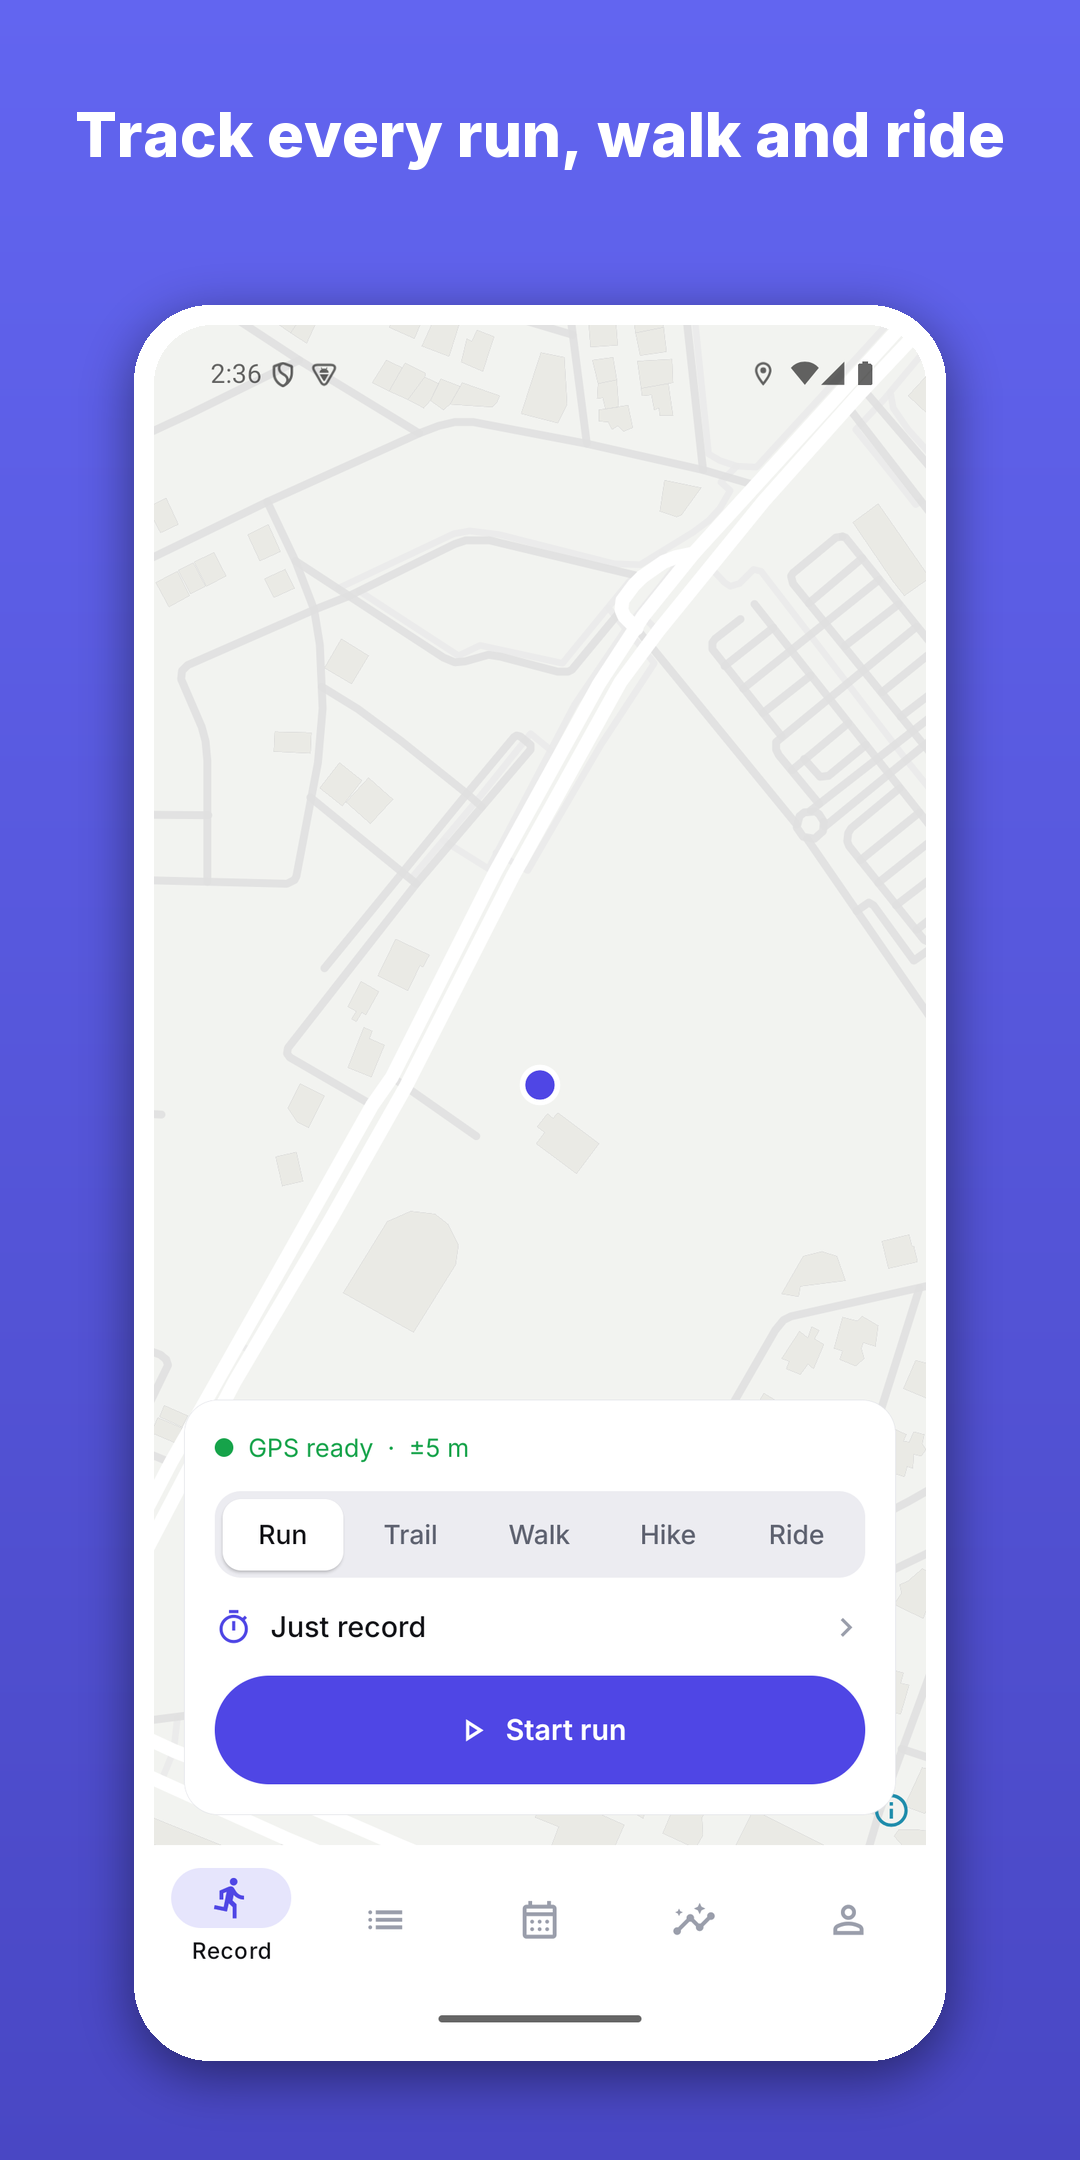 Track every run, walk and ride
2:36
GPS ready · ±5 m
Run Trail Walk Hike Ride
Just record
Start run
Record